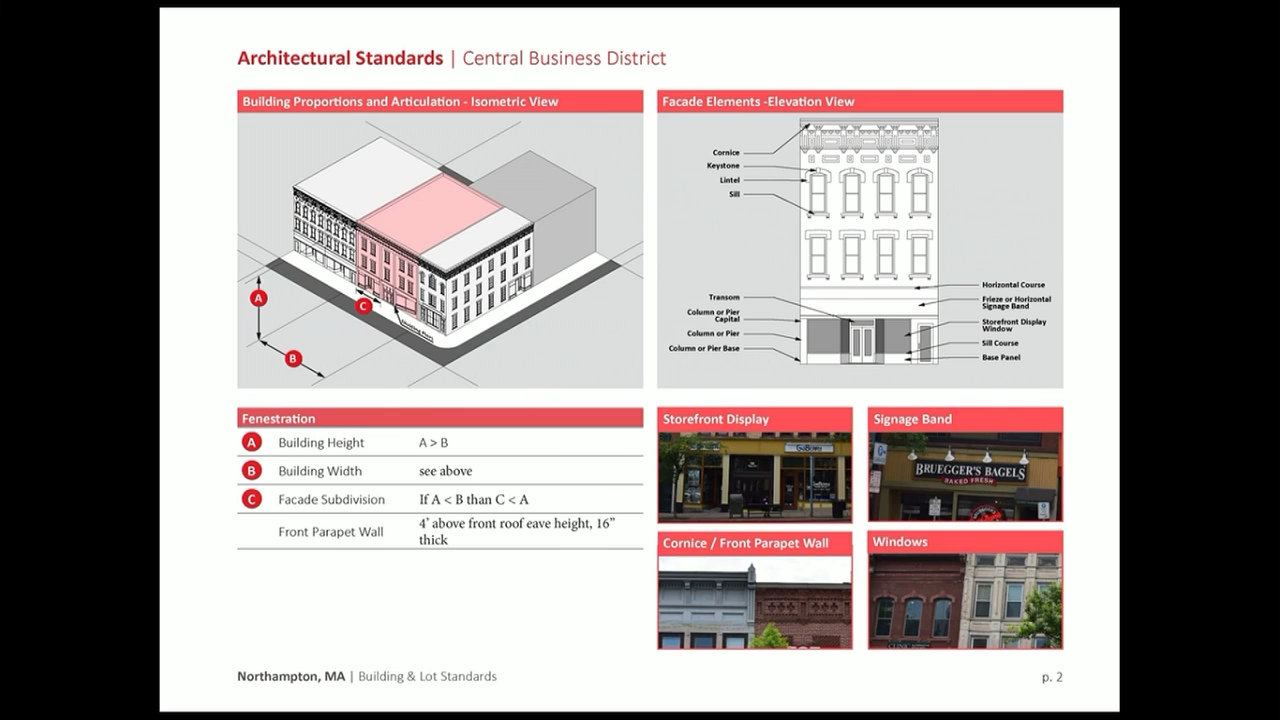 Architectural Standards | Central Business District
Building Proportions and Articulation - Isometric View
A
B
C
Facade Elements -Elevation View
Cornice
Keystone
Lintel
Sill
Transom
Column or Pier
Capital
Column or Pier
Column or Pier Base
Horizontal Course
Frieze or Horizontal
Signage Band
Storefront Display
Window
Sill Course
Base Panel
Fenestration
A Building Height A > B
B Building Width see above
C Facade Subdivision If A < B than C < A
Front Parapet Wall 4' above front roof eave height, 16”
thick
Storefront Display
Signage Band
BRUEGGER'S BAGELS
BAKED FRESH
Cornice / Front Parapet Wall
Windows
Northampton, MA | Building & Lot Standards
p. 2